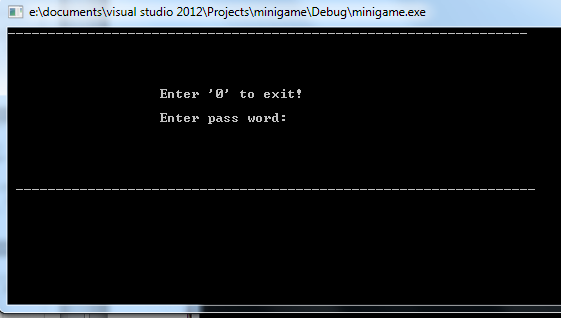 e:\documents\visual studio 2012\Projects\minigame\Debug\minigame.exe
Enter '0' to exit!
Enter pass word: